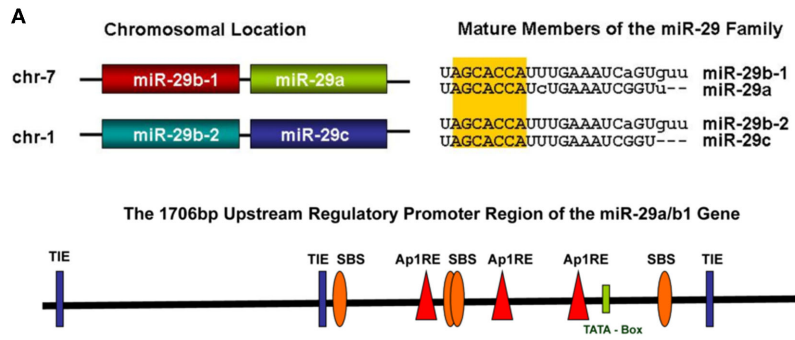 A
Chromosomal Location
Mature Members of the miR-29 Family
chr-7 miR-29b-1 miR-29a
UAGCACCAUUUGAAAUCaGUguu miR-29b-1
UAGCACCAUcUGAAAUCGGUu-- miR-29a
chr-1 miR-29b-2 miR-29c
UAGCACCAUUUGAAAUCaGUguu miR-29b-2
UAGCACCAUUUGAAAUCGGU--- miR-29c
The 1706bp Upstream Regulatory Promoter Region of the miR-29a/b1 Gene
TIE TIE SBS Ap1RE SBS Ap1RE Ap1RE SBS TIE
TATA - Box